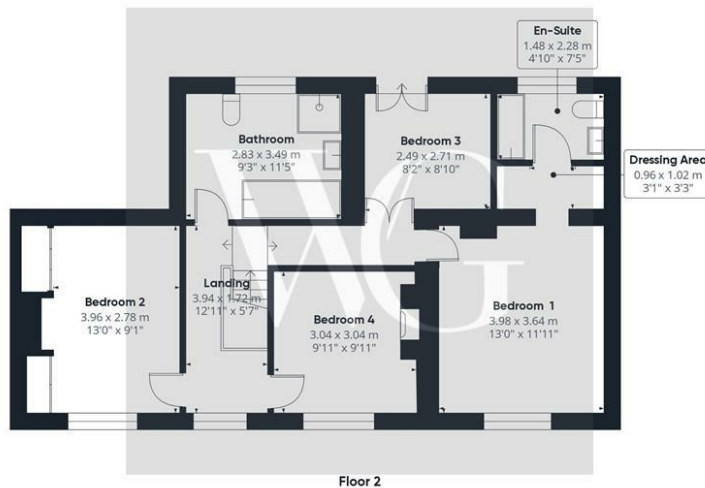 En-Suite
1.48 x 2.28 m
4'10" x 7'5"
Bathroom
2.83 x 3.49 m
9'3" x 11'5"
Bedroom 3
2.49 x 2.71 m
8'2" x 8'10"
Dressing Area
0.96 x 1.02 m
3'1" x 3'3"
Bedroom 2
3.96 x 2.78 m
13'0" x 9'1"
Landing
3.94 x 1.72 m
12'11" x 5'7"
Bedroom 4
3.04 x 3.04 m
9'11" x 9'11"
Bedroom 1
3.98 x 3.64 m
13'0" x 11'11"
WG
Floor 2